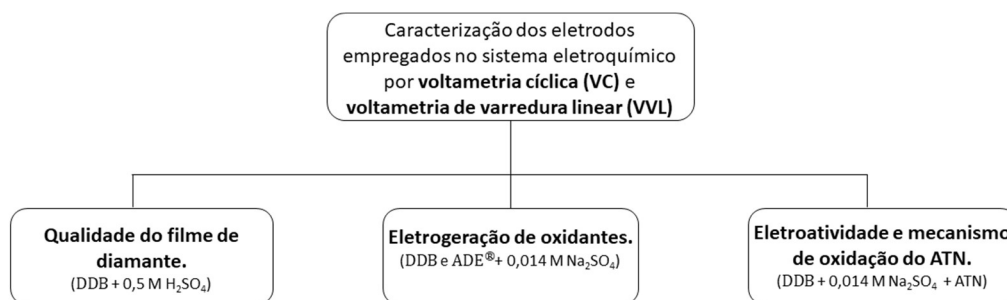 Caracterização dos eletrodos
empregados no sistema eletroquímico
por voltametria cíclica (VC) e
voltametria de varredura linear (VVL)
Qualidade do filme de
diamante.
(DDB + 0,5 M H₂SO₄)
Eletrogeração de oxidantes.
(DDB e ADE®+ 0,014 M Na₂SO₄)
Eletroatividade e mecanismo
de oxidação do ATN.
(DDB + 0,014 M Na₂SO₄ + ATN)